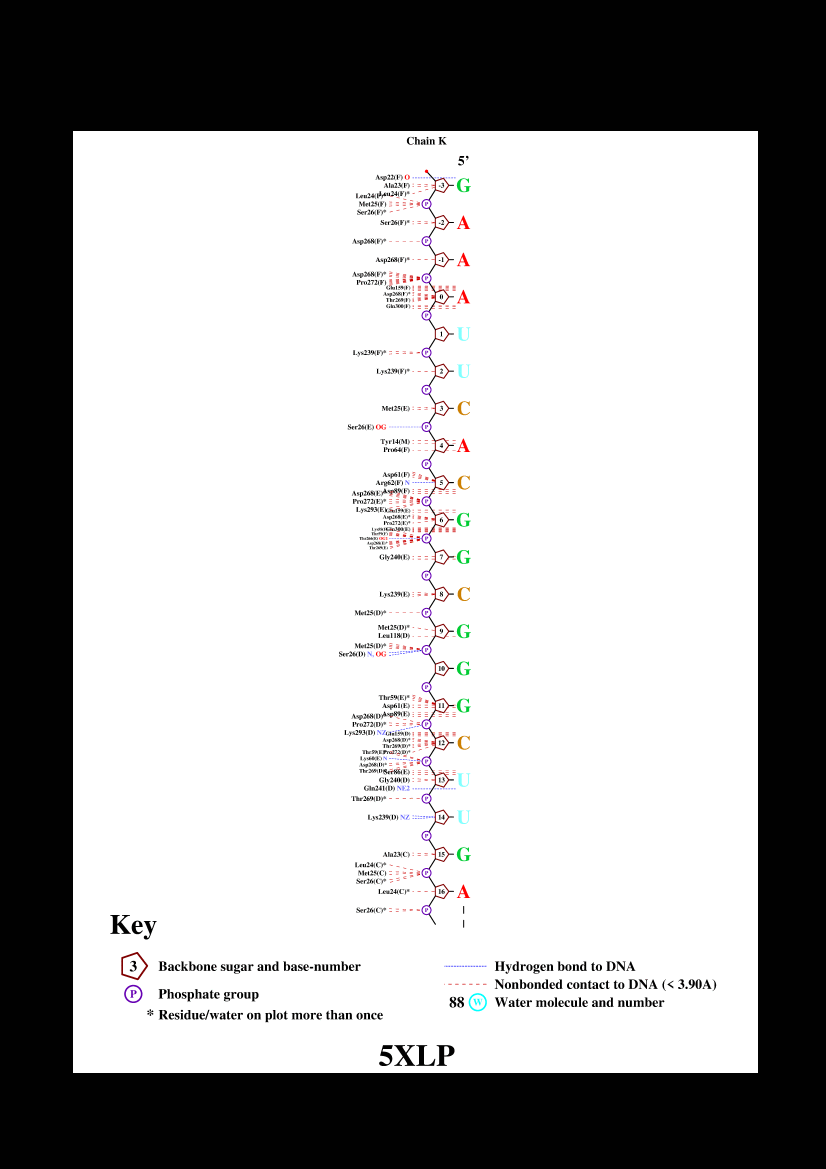 Chain K
5’
Asp22(F) O
Ala23(F)
-3 G
Leu24(F)*
Leu24(F)*
Met25(F)
P
Ser26(F)*
Ser26(F)*
-2 A
Asp268(F)*
P
Asp268(F)*
-1 A
Asp268(F)*
Pro272(F)
P
Glu159(F)
Asp268(F)*
0 A
Thr269(F)
Gln300(F)
P
1 U
Lys239(F)*
P
Lys239(F)*
2 U
P
Met25(E)
3 C
Ser26(E) OG
P
Tyr14(M)
4 A
Pro64(F)
P
Asp61(F)
Arg62(F) N
5 C
Asp89(F)
Asp268(E)*
Pro272(E)*
P
Lys293(E)
Glu159(E)
Asp268(E)*
6 G
Pro272(E)*
Gln300(E)
P
Gly240(E)
7 G
P
Lys239(E)
8 C
Met25(D)*
P
Met25(D)*
9 G
Leu118(D)
Met25(D)*
Ser26(D) N, OG
P
10 G
P
Thr59(E)*
Asp61(E)
11 G
Asp89(E)
Asp268(D)*
Pro272(D)*
P
Lys293(D) NZ
Glu159(D)
Asp268(D)*
12 C
Thr269(D)*
Pro272(D)*
Thr59(E)*
Lys60(E) N
P
Asp268(D)*
Thr269(D)*
Ser86(E)
Gly240(D)
13 U
Gln241(D) NE2
Thr269(D)*
P
Lys239(D) NZ
14 U
P
Ala23(C)
15 G
Leu24(C)*
Met25(C)
P
Ser26(C)*
Leu24(C)*
16 A
Ser26(C)*
P
Key
3 Backbone sugar and base-number
P Phosphate group
* Residue/water on plot more than once
Hydrogen bond to DNA
Nonbonded contact to DNA (< 3.90A)
88 W Water molecule and number
5XLP